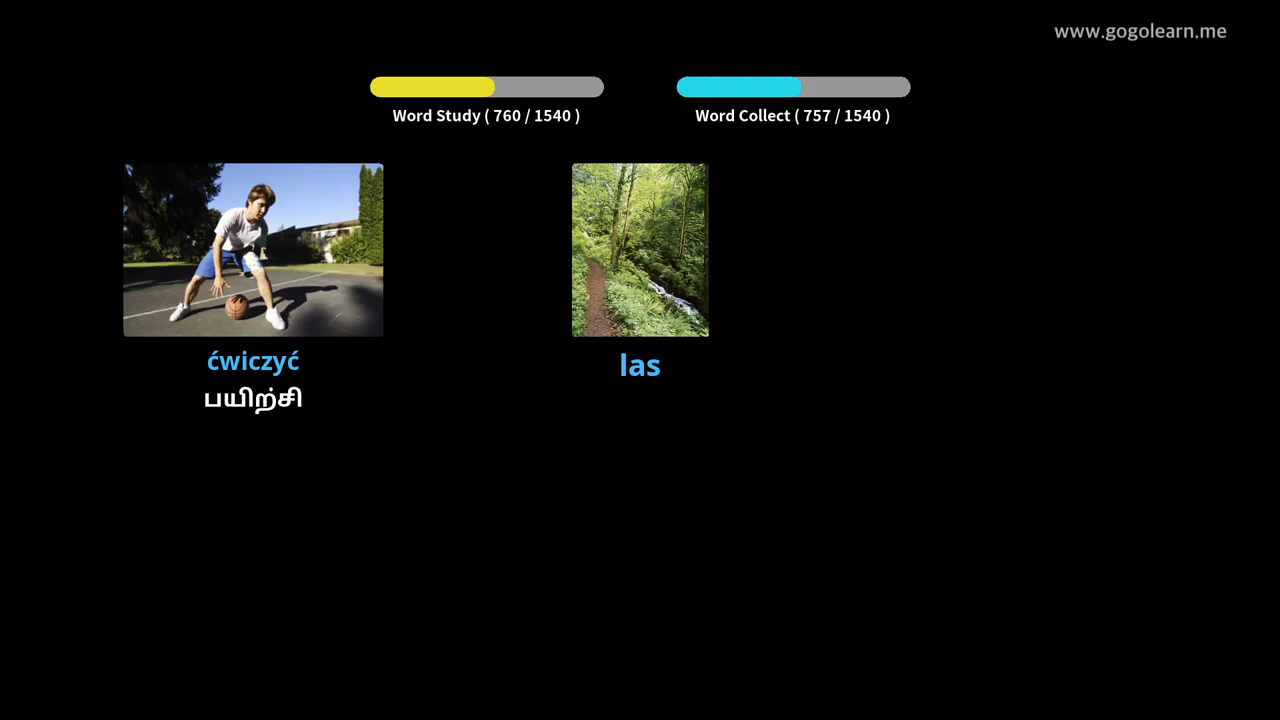 www.gogolearn.me
Word Study ( 760 / 1540 )
Word Collect ( 757 / 1540 )
ćwiczyć
பயிற்சி
las